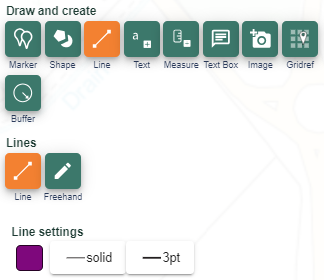 Draw and create
Marker Shape Line Text Measure Text Box Image Gridref
Buffer
Lines
Line Freehand
Line settings
solid 3pt